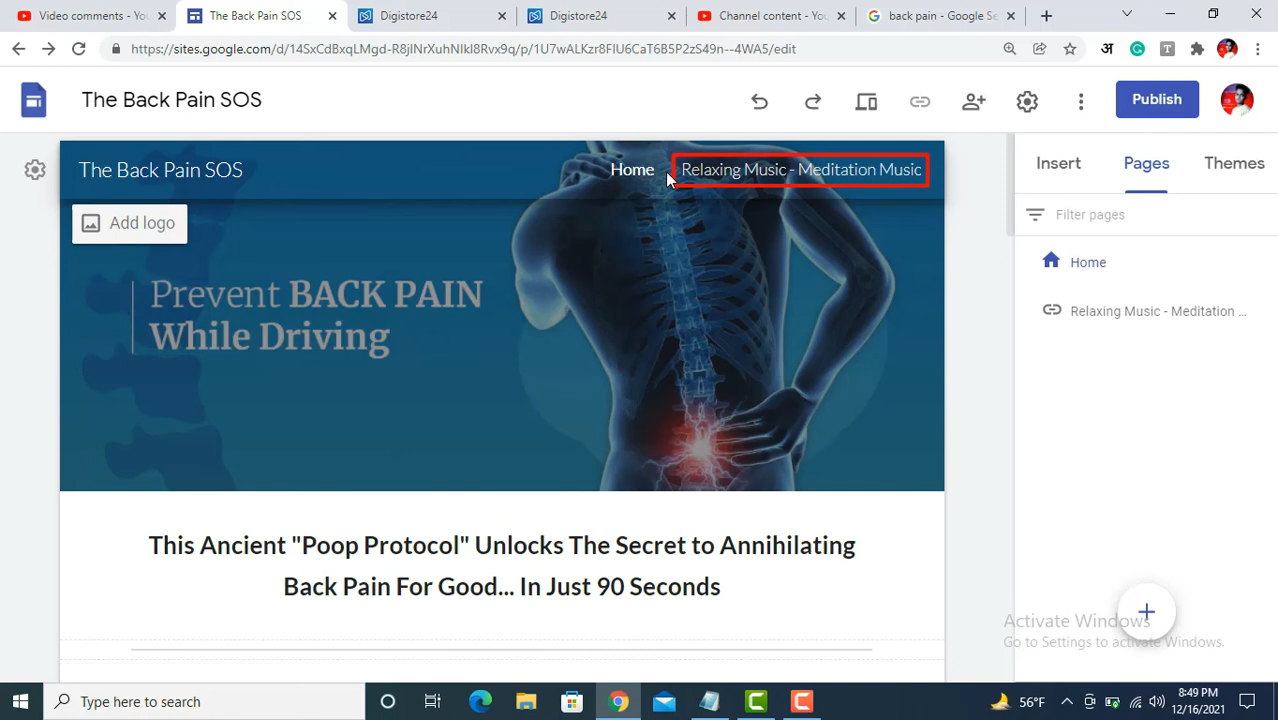 Video comments - You
The Back Pain SOS
Digistore24
Digistore24
Channel content - You
back pain - Google Se
https://sites.google.com/d/14SxCdBxqLMgd-R8jINrXuhNIkI8Rvx9q/p/1U7wALKzr8FIU6CaT6B5P2zS49n--4WA5/edit
अ
The Back Pain SOS
Publish
The Back Pain SOS
Home
Relaxing Music - Meditation Music
Add logo
Prevent BACK PAIN
While Driving
This Ancient "Poop Protocol" Unlocks The Secret to Annihilating
Back Pain For Good... In Just 90 Seconds
Insert
Pages
Themes
Filter pages
Home
Relaxing Music - Meditation ...
Activate Windows
Go to Settings to activate Windows.
Type here to search
56°F
8:49 PM
12/16/2021